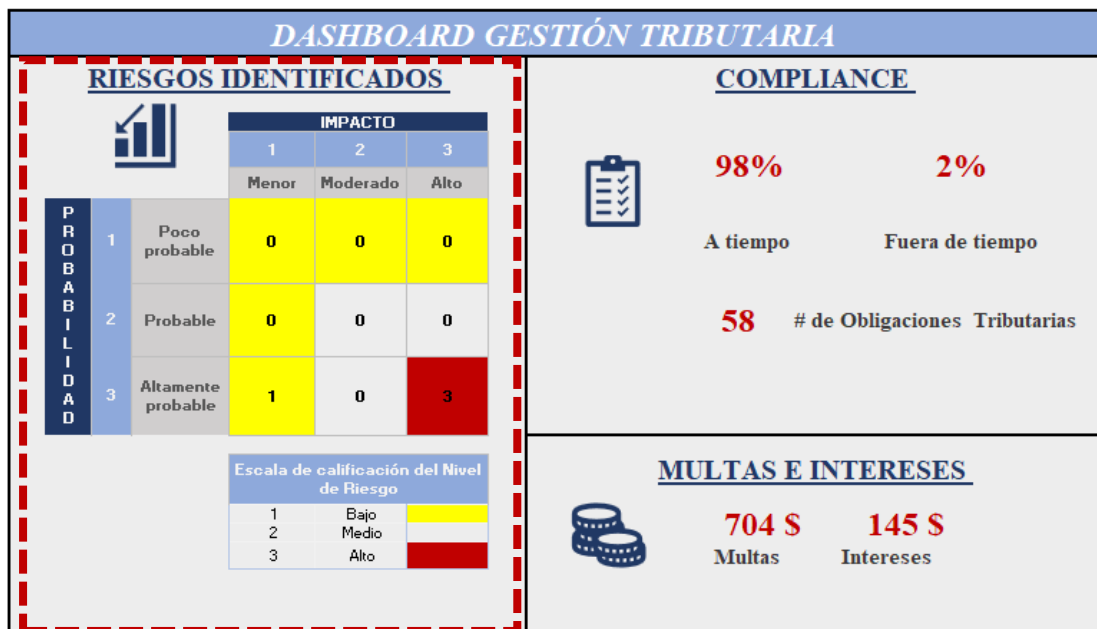 DASHBOARD GESTIÓN TRIBUTARIA
RIESGOS IDENTIFICADOS
IMPACTO
1 2 3
Menor Moderado Alto
PROBABILIDAD
1 Poco probable 0 0 0
2 Probable 0 0 0
3 Altamente probable 1 0 3
Escala de calificación del Nivel
de Riesgo
1 Bajo
2 Medio
3 Alto
COMPLIANCE
98% 2%
A tiempo Fuera de tiempo
58 # de Obligaciones Tributarias
MULTAS E INTERESES
704 $ 145 $
Multas Intereses